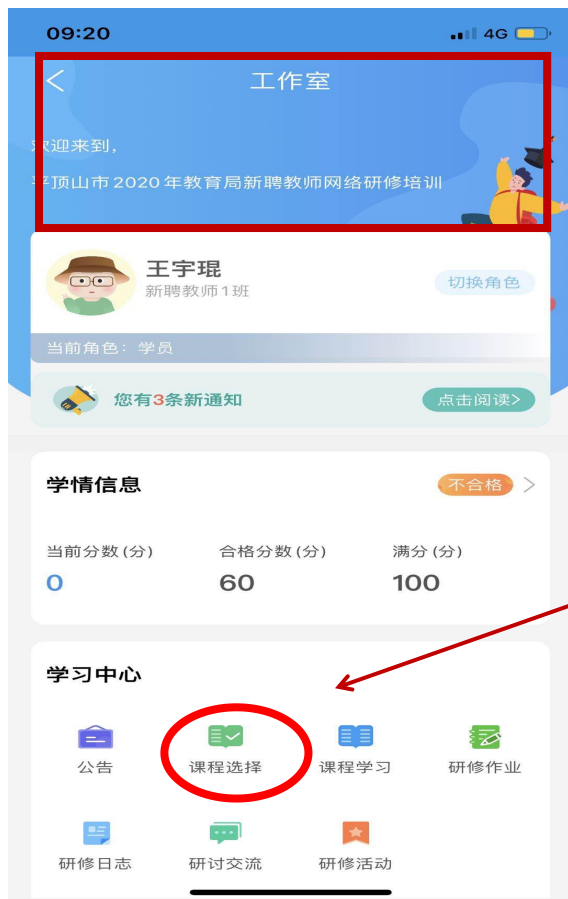 09:20 4G
工作室
欢迎来到，
平顶山市2020年教育局新聘教师网络研修培训
王宇琨
新聘教师1班
切换角色
当前角色：学员
您有3条新通知
点击阅读>
学情信息
不合格 >
当前分数(分) 合格分数(分) 满分(分)
0 60 100
学习中心
公告 课程选择 课程学习 研修作业
研修日志 研讨交流 研修活动